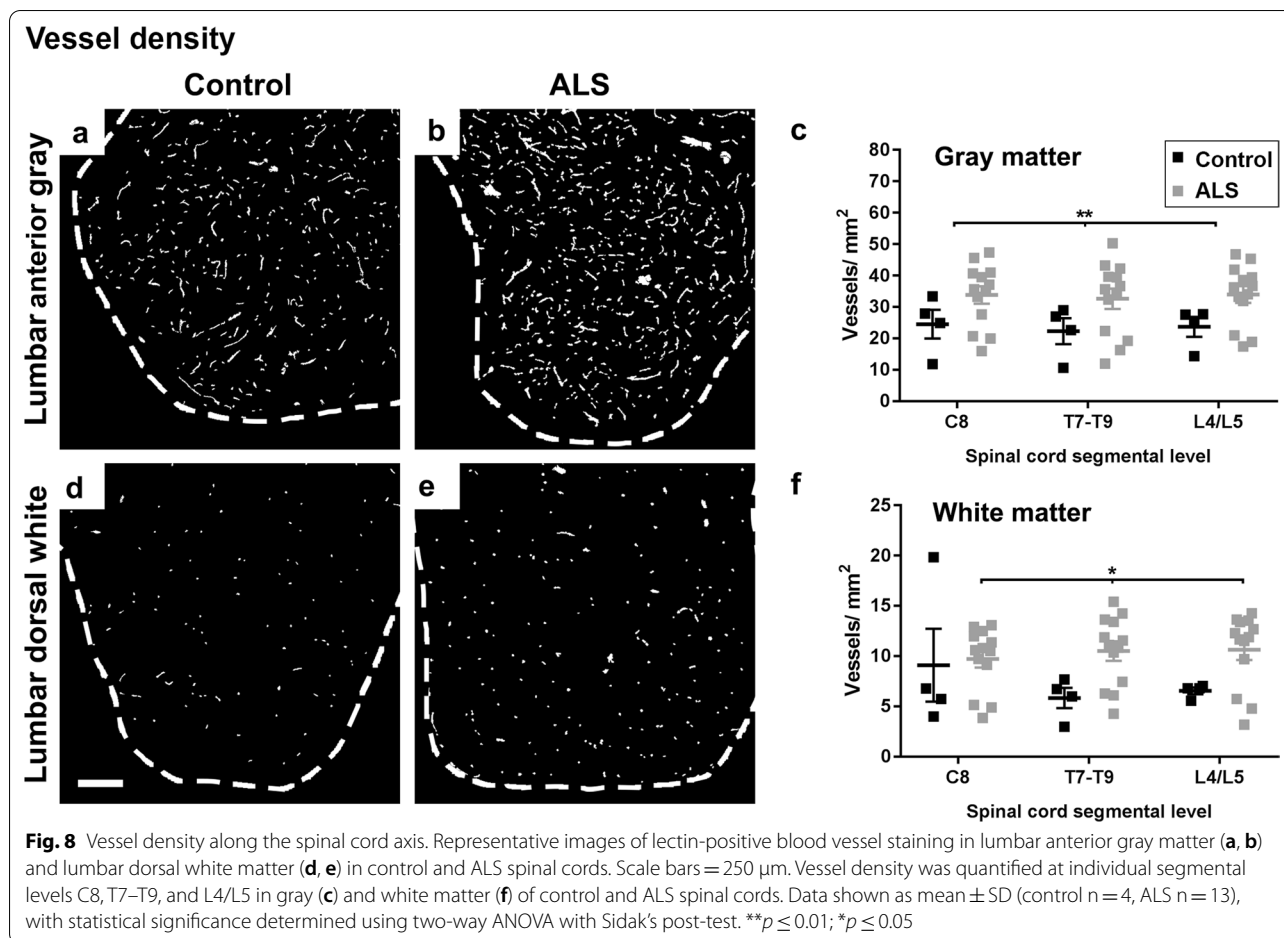 Vessel density
Control
ALS
Lumbar anterior gray
a
b
c
Gray matter
Control
ALS
**
Vessels/ mm²
80
70
60
50
40
30
20
10
0
C8 T7-T9 L4/L5
Spinal cord segmental level
Lumbar dorsal white
d
e
f
White matter
*
Vessels/ mm²
25
20
15
10
5
0
C8 T7-T9 L4/L5
Spinal cord segmental level
Fig. 8 Vessel density along the spinal cord axis. Representative images of lectin-positive blood vessel staining in lumbar anterior gray matter (a, b)
and lumbar dorsal white matter (d, e) in control and ALS spinal cords. Scale bars = 250 µm. Vessel density was quantified at individual segmental
levels C8, T7–T9, and L4/L5 in gray (c) and white matter (f) of control and ALS spinal cords. Data shown as mean ± SD (control n = 4, ALS n = 13),
with statistical significance determined using two-way ANOVA with Sidak's post-test. **p ≤ 0.01; *p ≤ 0.05